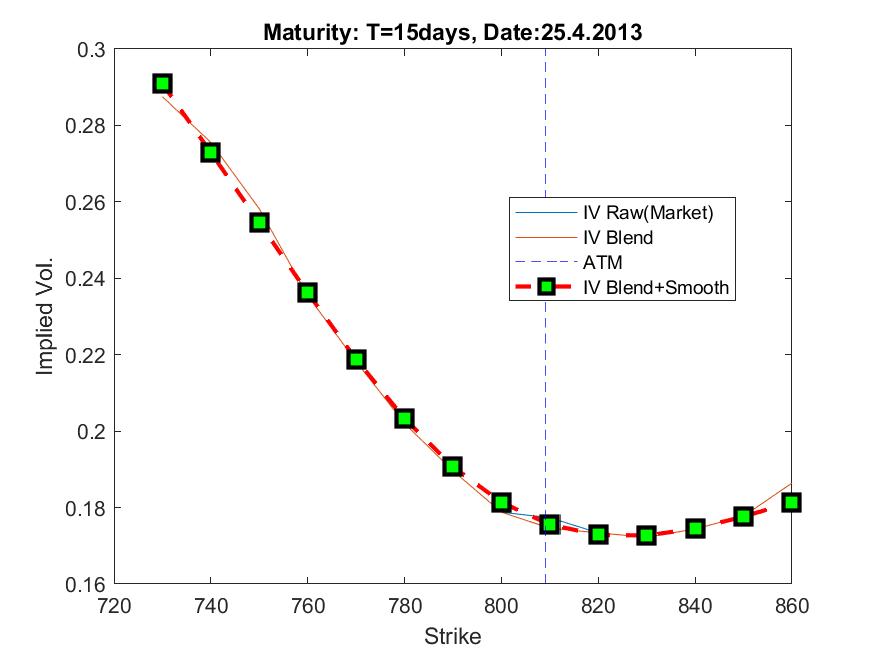 Maturity: T=15days, Date:25.4.2013
0.3
0.28
0.26
0.24
0.22
0.2
0.18
0.16
Implied Vol.
IV Raw(Market)
IV Blend
ATM
IV Blend+Smooth
720 740 760 780 800 820 840 860
Strike